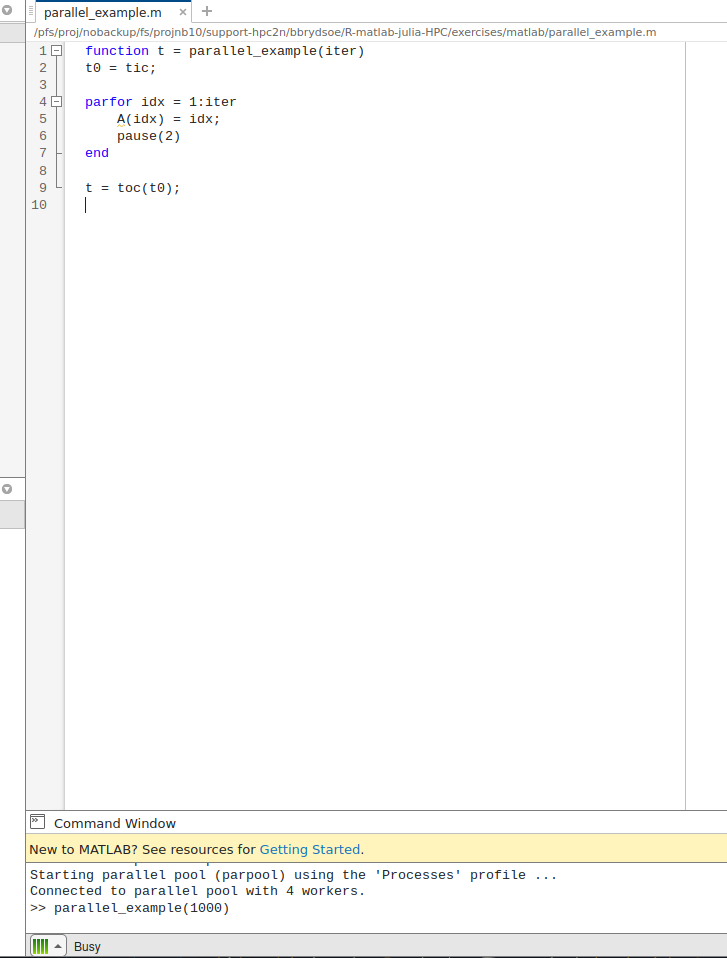 parallel_example.m × +
/pfs/proj/nobackup/fs/projnb10/support-hpc2n/bbrydsoe/R-matlab-julia-HPC/exercises/matlab/parallel_example.m
1 function t = parallel_example(iter)
2 t0 = tic;
3
4 parfor idx = 1:iter
5 A(idx) = idx;
6 pause(2)
7 end
8
9 t = toc(t0);
10
Command Window
New to MATLAB? See resources for Getting Started.
Starting parallel pool (parpool) using the 'Processes' profile ...
Connected to parallel pool with 4 workers.
>> parallel_example(1000)
Busy